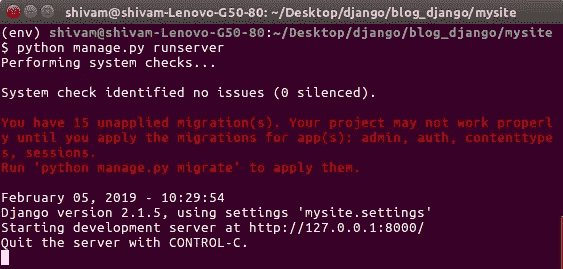 shivam@shivam-Lenovo-G50-80: ~/Desktop/django/blog_django/mysite
(env) shivam@shivam-Lenovo-G50-80:~/Desktop/django/blog_django/mysite
$ python manage.py runserver
Performing system checks...
System check identified no issues (0 silenced).
You have 15 unapplied migration(s). Your project may not work properl
y until you apply the migrations for app(s): admin, auth, contenttype
s, sessions.
Run 'python manage.py migrate' to apply them.
February 05, 2019 - 10:29:54
Django version 2.1.5, using settings 'mysite.settings'
Starting development server at http://127.0.0.1:8000/
Quit the server with CONTROL-C.